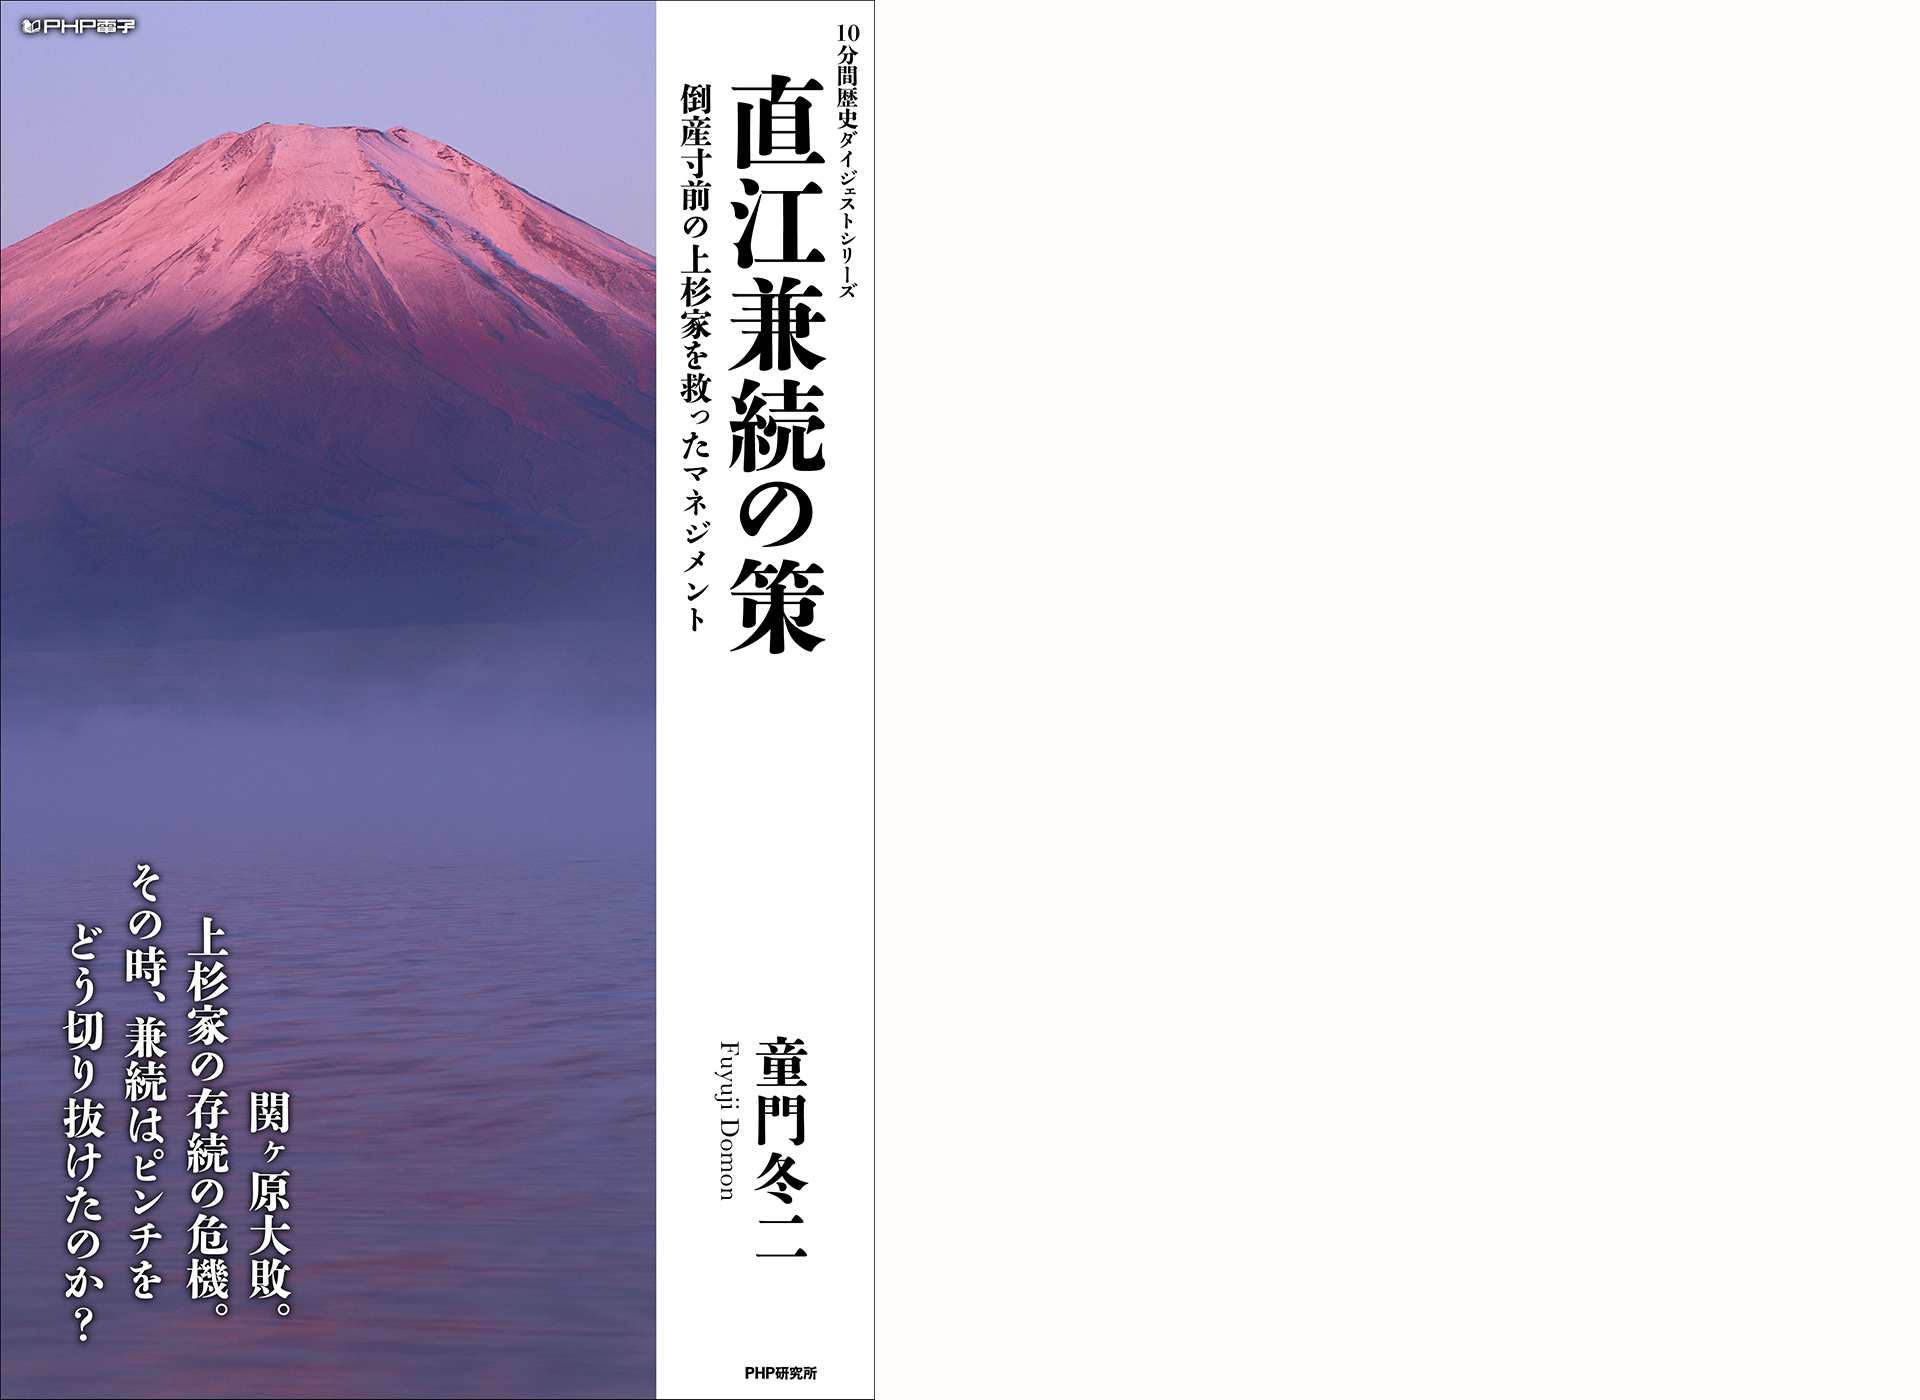 10分間歴史ダイジェストシリーズ
直江兼続の策
倒産寸前の上杉家を救ったマネジメント
童門冬二
Fuyuji Domon
PHP研究所
PHP電子
関ヶ原大敗。
上杉家の存続の危機。
その時、兼続はピンチを
どう切り抜けたのか?